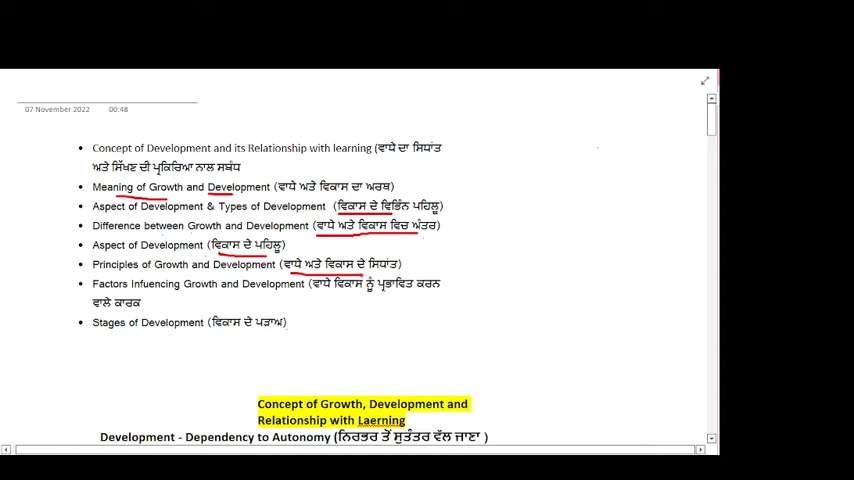 07 November 2022 00:48
• Concept of Development and its Relationship with learning (ਵਾਧੇ ਦਾ ਸਿਧਾਂਤ
ਅਤੇ ਸਿੱਖਣ ਦੀ ਪ੍ਰਕਿਰਿਆ ਨਾਲ ਸਬੰਧ
• Meaning of Growth and Development (ਵਾਧੇ ਅਤੇ ਵਿਕਾਸ ਦਾ ਅਰਥ)
• Aspect of Development & Types of Development (ਵਿਕਾਸ ਦੇ ਵਿਭਿੰਨ ਪਹਿਲੂ)
• Difference between Growth and Development (ਵਾਧੇ ਅਤੇ ਵਿਕਾਸ ਵਿਚ ਅੰਤਰ)
• Aspect of Development (ਵਿਕਾਸ ਦੇ ਪਹਿਲੂ)
• Principles of Growth and Development (ਵਾਧੇ ਅਤੇ ਵਿਕਾਸ ਦੇ ਸਿਧਾਂਤ)
• Factors Infuencing Growth and Development (ਵਾਧੇ ਵਿਕਾਸ ਨੂੰ ਪ੍ਰਭਾਵਿਤ ਕਰਨ
ਵਾਲੇ ਕਾਰਕ
• Stages of Development (ਵਿਕਾਸ ਦੇ ਪੜਾਅ)
Concept of Growth, Development and
Relationship with Laerning
Development - Dependency to Autonomy (ਨਿਰਭਰ ਤੋਂ ਸੁਤੰਤਰ ਵੱਲ ਜਾਣਾ )